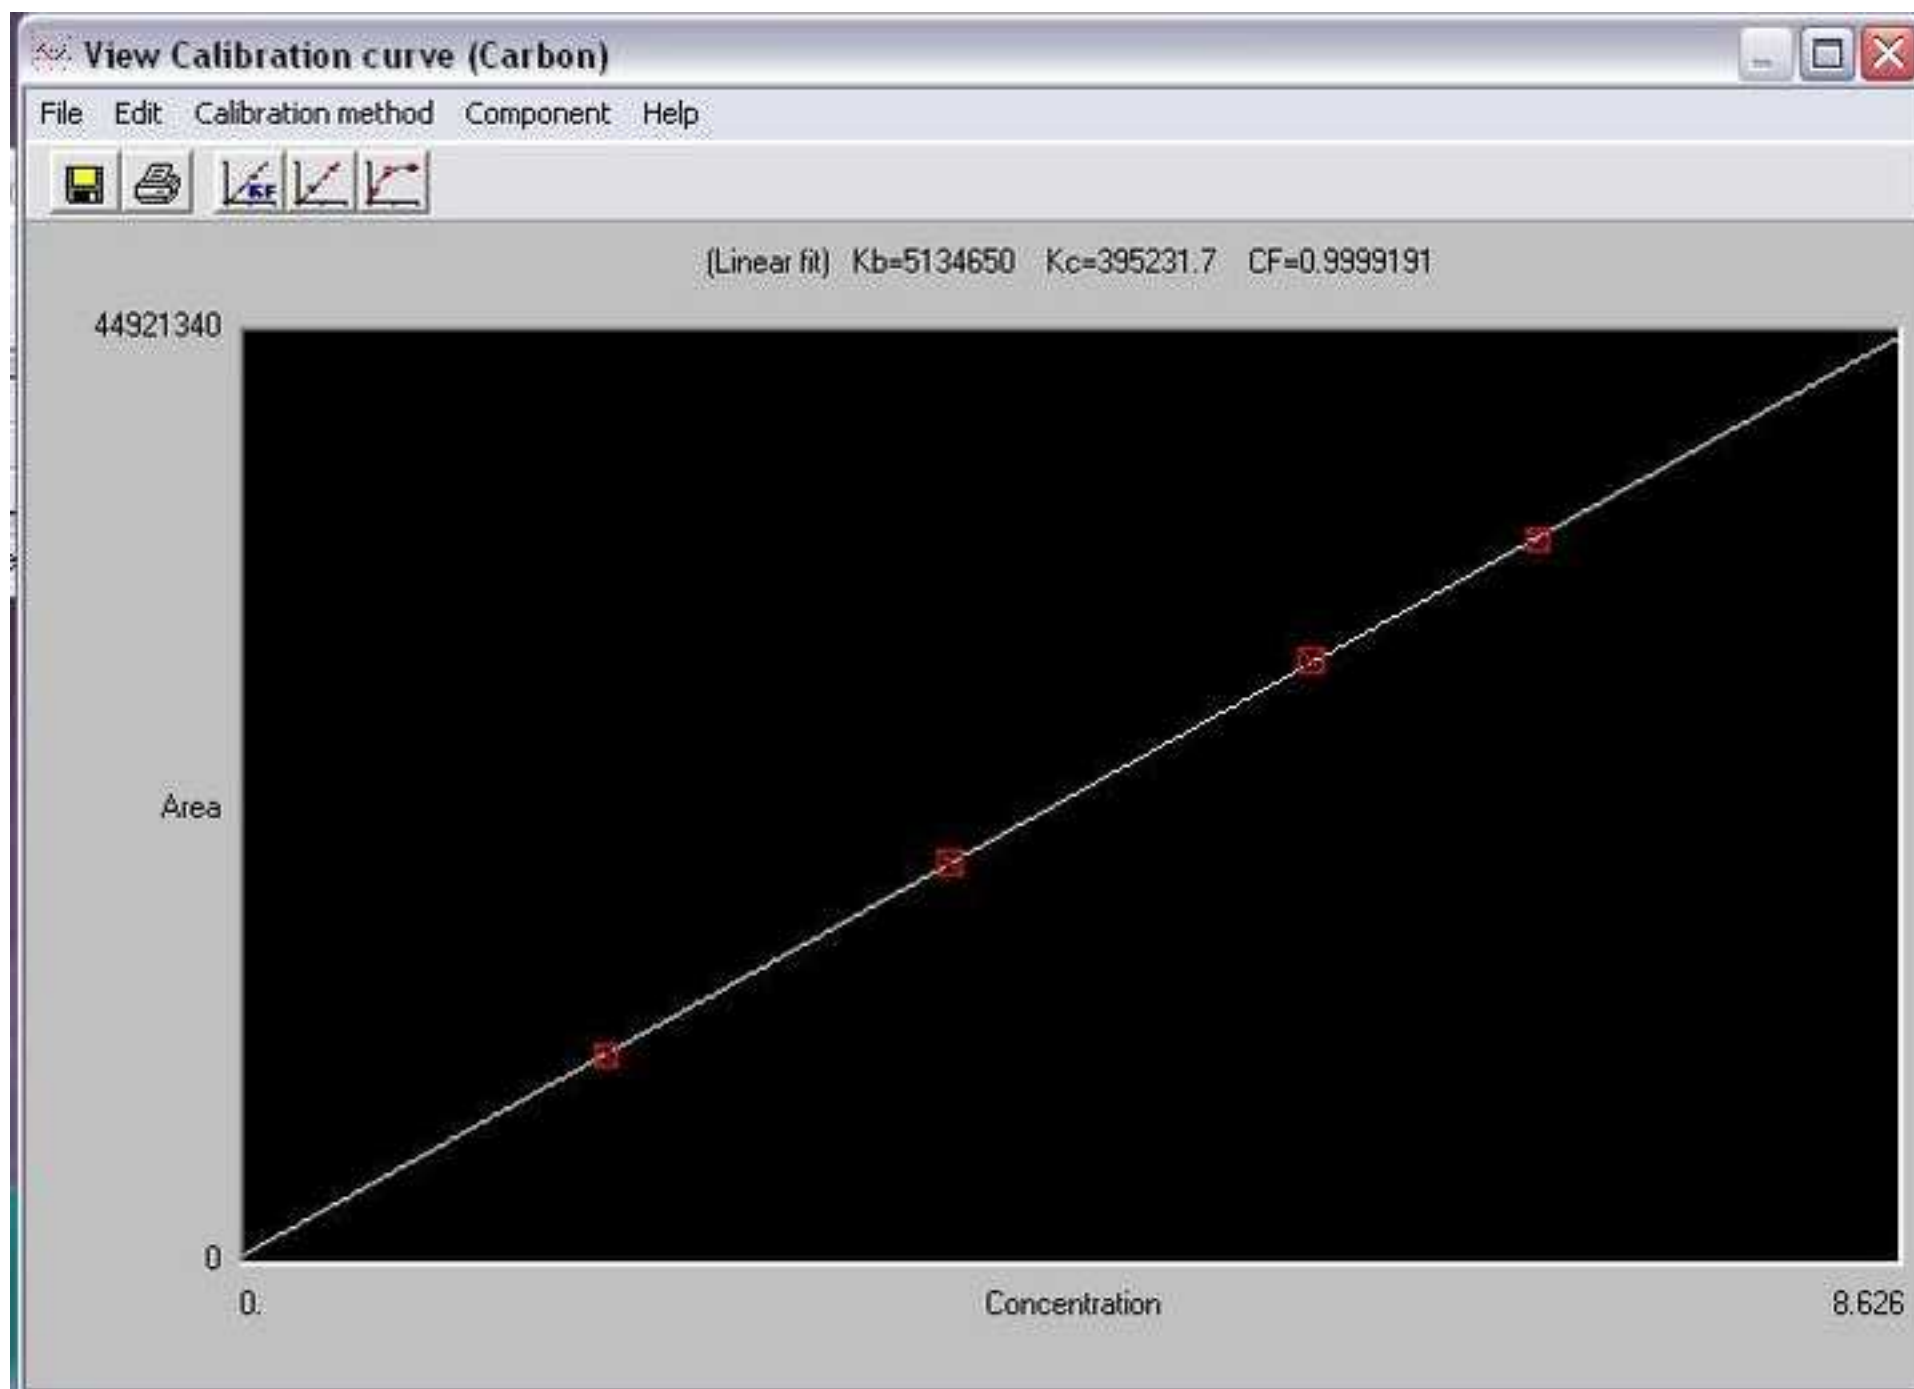 View Calibration curve (Carbon)
File Edit Calibration method Component Help
KF
(Linear fit) Kb=5134650 Kc=395231.7 CF=0.9999191
44921340
Area
0
0. Concentration 8.626